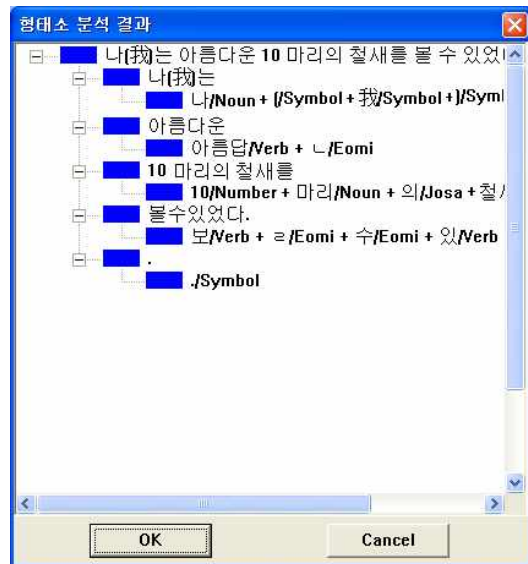 형태소 분석 결과
나(我)는 아름다운 10 마리의 철새를 볼 수 있었
나(我)는
나/Noun + (/Symbol + 我/Symbol + )/Syml
아름다운
아름답/Verb + ㄴ/Eomi
10 마리의 철새를
10/Number + 마리/Noun + 의/Josa + 철
볼수있었다.
보/Verb + ㄹ/Eomi + 수/Eomi + 있/Verb
.
./Symbol
OK Cancel